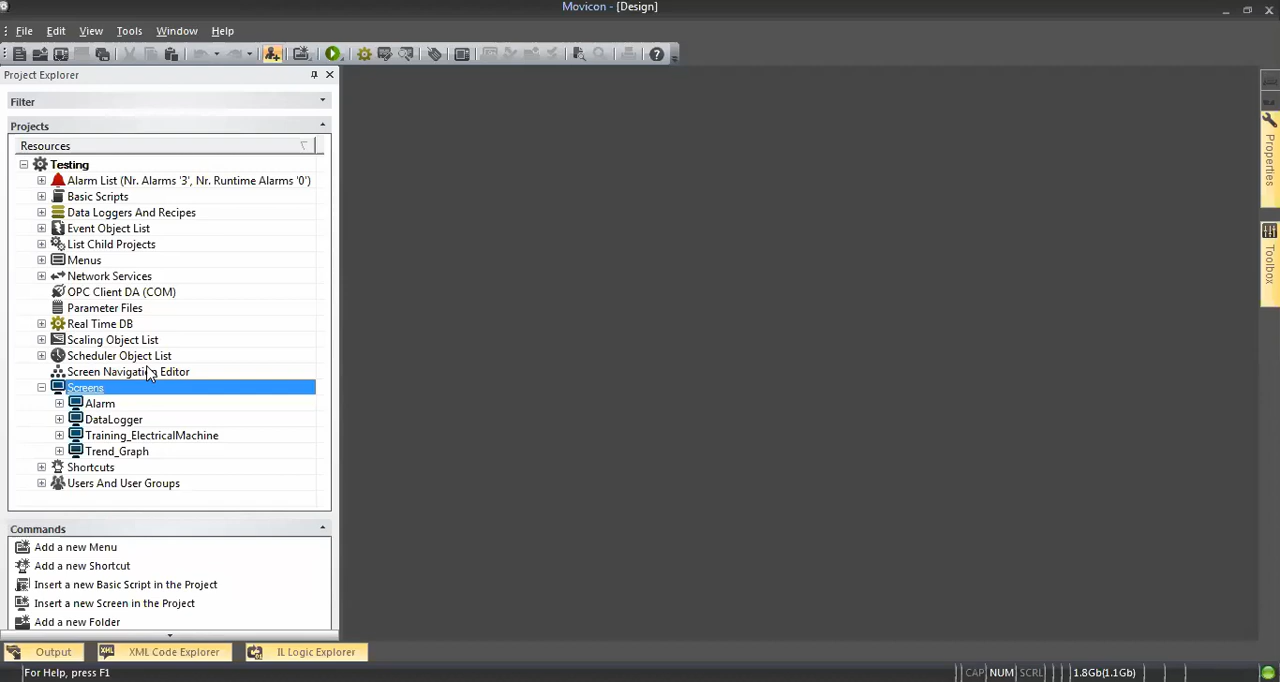 Movicon - [Design]
File Edit View Tools Window Help
Project Explorer
Filter
Projects
Resources
Testing
Alarm List (Nr. Alarms '3', Nr. Runtime Alarms '0')
Basic Scripts
Data Loggers And Recipes
Event Object List
List Child Projects
Menus
Network Services
OPC Client DA (COM)
Parameter Files
Real Time DB
Scaling Object List
Scheduler Object List
Screen Navigation Editor
Screens
Alarm
DataLogger
Training_ElectricalMachine
Trend_Graph
Shortcuts
Users And User Groups
Commands
Add a new Menu
Add a new Shortcut
Insert a new Basic Script in the Project
Insert a new Screen in the Project
Add a new Folder
Properties
Toolbox
Output XML Code Explorer IL Logic Explorer
For Help, press F1 CAP NUM SCRL 1.8Gb(1.1Gb)